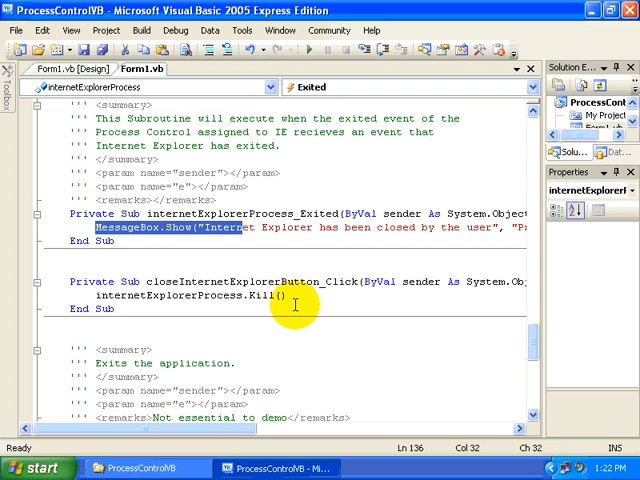 ProcessControlVB - Microsoft Visual Basic 2005 Express Edition
File Edit View Project Build Debug Data Tools Window Community Help
Form1.vb [Design] Form1.vb
Toolbox
internetExplorerProcess Exited
''' <summary>
''' This Subroutine will execute when the exited event of the
''' Process Control assigned to IE recieves an event that
''' Internet Explorer has exited.
''' </summary>
''' <param name="sender"></param>
''' <param name="e"></param>
''' <remarks></remarks>
Private Sub internetExplorerProcess_Exited(ByVal sender As System.Object
MessageBox.Show("Internet Explorer has been closed by the user", "Pr
End Sub
Private Sub closeInternetExplorerButton_Click(ByVal sender As System.Obj
internetExplorerProcess.Kill()
End Sub
''' <summary>
''' Exits the application.
''' </summary>
''' <param name="sender"></param>
''' <param name="e"></param>
''' <remarks>Not essential to demo</remarks>
Solution E...
ProcessContr
My Project
Form1.vb
Solu... Dat...
Properties
internetExplorerF
Ready Ln 136 Col 32 Ch 32 INS
start ProcessControlVB ProcessControlVB - Mi... 1:22 PM